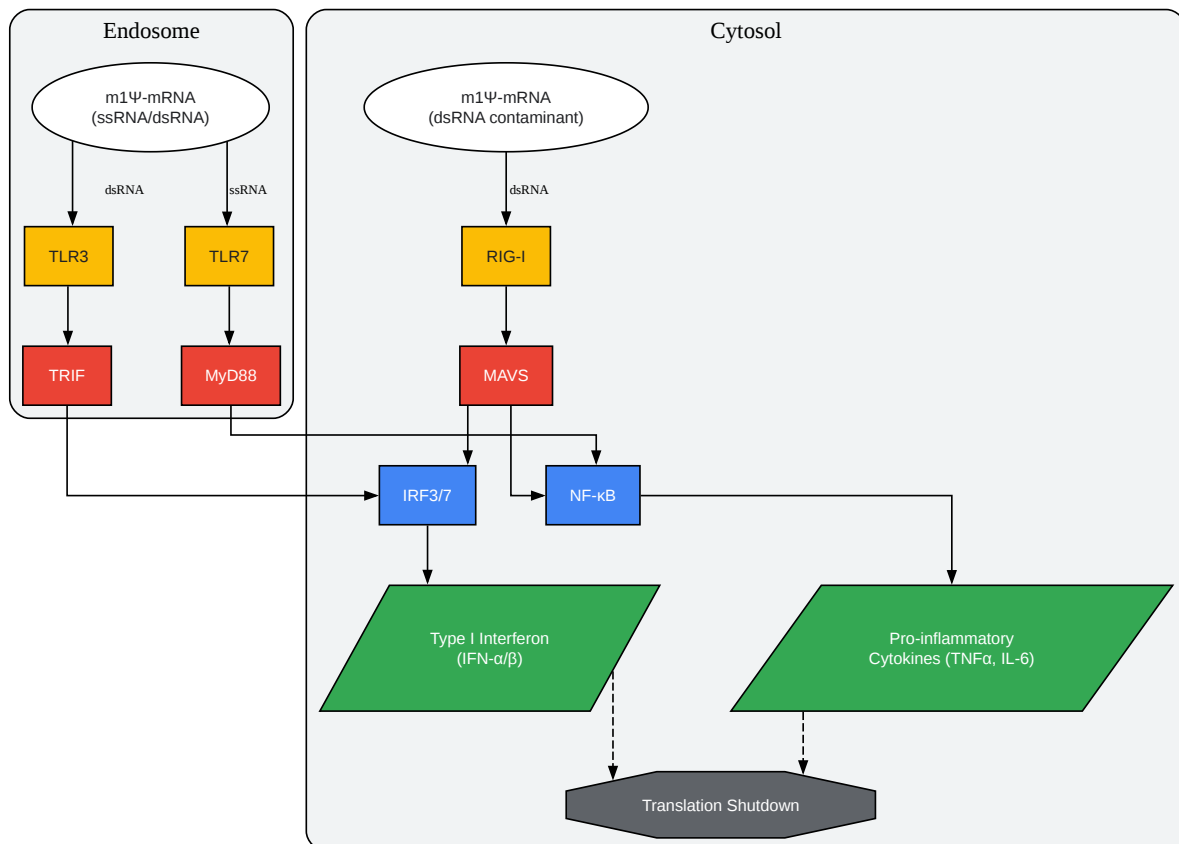 Endosome
Cytosol
m1Ψ-mRNA
(ssRNA/dsRNA)
m1Ψ-mRNA
(dsRNA contaminant)
dsRNA
ssRNA
dsRNA
TLR3
TLR7
RIG-I
TRIF
MyD88
MAVS
IRF3/7
NF-κB
Type I Interferon
(IFN-α/β)
Pro-inflammatory
Cytokines (TNFα, IL-6)
Translation Shutdown